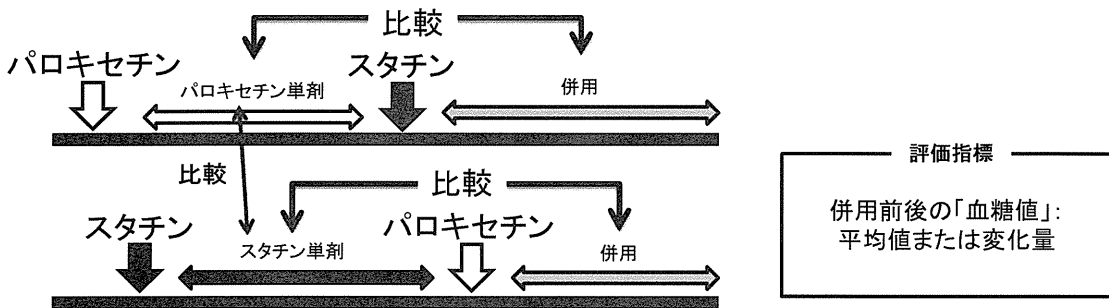 比較
パロキセチン
スタチン
パロキセチン単剤
併用
比較
比較
スタチン
パロキセチン
スタチン単剤
併用
評価指標
併用前後の「血糖値」:
平均値または変化量